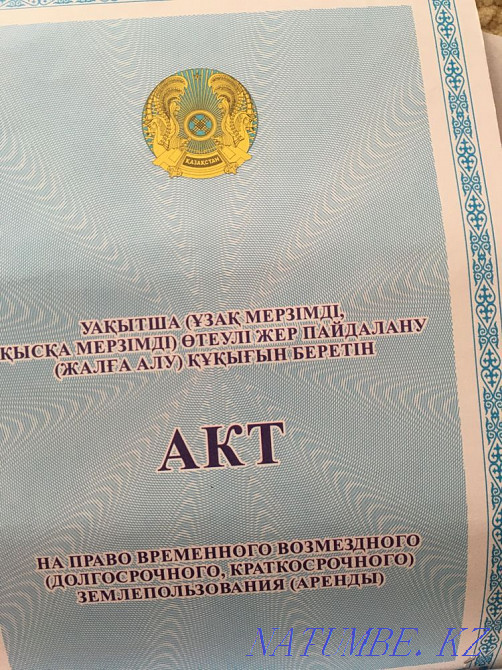 ҚАЗАҚСТАН
УАҚЫТША (ҰЗАҚ МЕРЗІМДІ,
ҚЫСҚА МЕРЗІМДІ) ӨТЕУЛІ ЖЕР ПАЙДАЛАНУ
(ЖАЛҒА АЛУ) ҚҰҚЫҒЫН БЕРЕТІН
АКТ
НА ПРАВО ВРЕМЕННОГО ВОЗМЕЗДНОГО
(ДОЛГОСРОЧНОГО, КРАТКОСРОЧНОГО)
ЗЕМЛЕПОЛЬЗОВАНИЯ (АРЕНДЫ)
NATUMBE.KZ